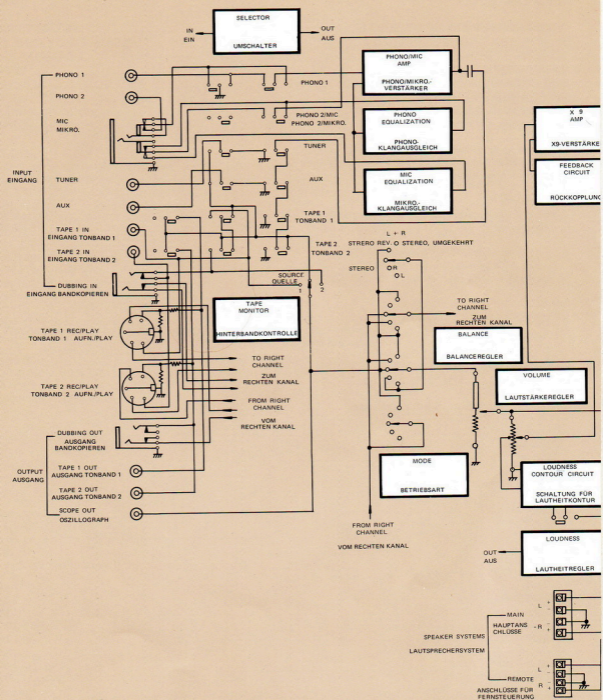 SELECTOR
UMSCHALTER
IN
EIN
OUT
AUS
PHONO 1
PHONO 2
MIC
MIKRO.
INPUT
EINGANG
TUNER
AUX
TAPE 1 IN
EINGANG TONBAND 1
TAPE 2 IN
EINGANG TONBAND 2
DUBBING IN
EINGANG BANDKOPIEREN
TAPE 1 REC/PLAY
TONBAND 1 AUFN./PLAY
TAPE 2 REC/PLAY
TONBAND 2 AUFN./PLAY
DUBBING OUT
AUSGANG
BANDKOPIEREN
OUTPUT
AUSGANG
TAPE 1 OUT
AUSGANG TONBAND 1
TAPE 2 OUT
AUSGANG TONBAND 2
SCOPE OUT
OSZILLOGRAPH
PHONO 1
PHONO 2/MIC
PHONO 2/MIKRO.
TUNER
AUX
TAPE 1
TONBAND 1
TAPE 2
TONBAND 2
SOURCE
QUELLE
1
2
TAPE
MONITOR
HINTERBANDKONTROLLE
TO RIGHT
CHANNEL
ZUM
RECHTEN KANAL
FROM RIGHT
CHANNEL
VOM
RECHTEN KANAL
PHONO/MIC
AMP
PHONO/MIKRO.-
VERSTÄRKER
PHONO
EQUALIZATION
PHONO-
KLANGAUSGLEICH
MIC
EQUALIZATION
MIKRO.-
KLANGAUSGLEICH
L + R
STRERO REV. STEREO, UMGEKEHRT
STEREO
R
L
TO RIGHT
CHANNEL
ZUM
RECHTEN KANAL
BALANCE
BALANCEREGLER
VOLUME
LAUTSTÄRKEREGLER
MODE
BETRIEBSART
FROM RIGHT
CHANNEL
VOM RECHTEN KANAL
X 9
AMP
X9-VERSTÄRKE
FEEDBACK
CIRCUIT
RÜCKKOPPLUNG
LOUDNESS
CONTOUR CIRCUIT
SCHALTUNG FÜR
LAUTHEITKONTUR
OUT
AUS
LOUDNESS
LAUTHEITREGLER
SPEAKER SYSTEMS
LAUTSPRECHERSYSTEM
MAIN
HAUPTANS
CHLÜSSE
L
+
-
-
R
+
REMOTE
ANSCHLÜSSE FÜR
FERNSTEUERUNG
L
+
-
-
R
+